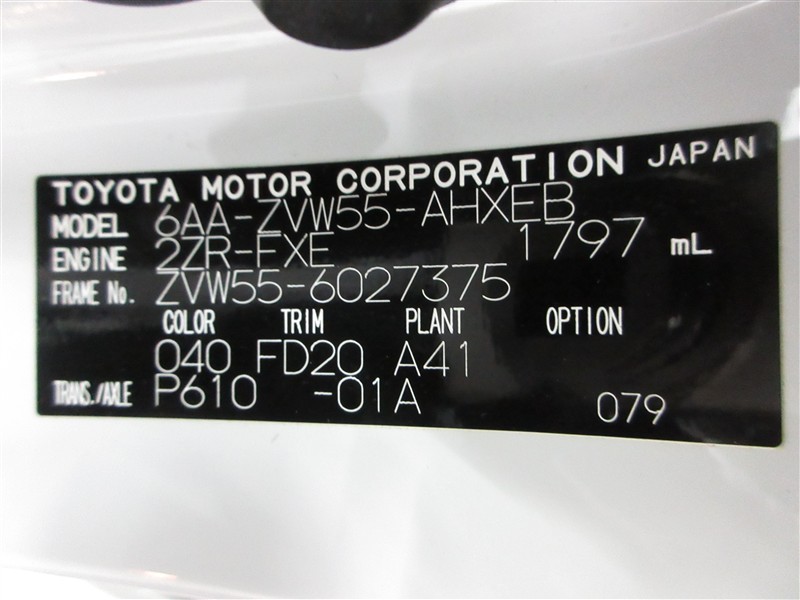 TOYOTA MOTOR CORPORATION JAPAN
MODEL 6AA-ZVW55-AHXEB
ENGINE 2ZR-FXE 1797 mL
FRAME No. ZVW55-6027375
COLOR TRIM PLANT OPTION
040 FD20 A41
TRANS./AXLE P610 -01A 079